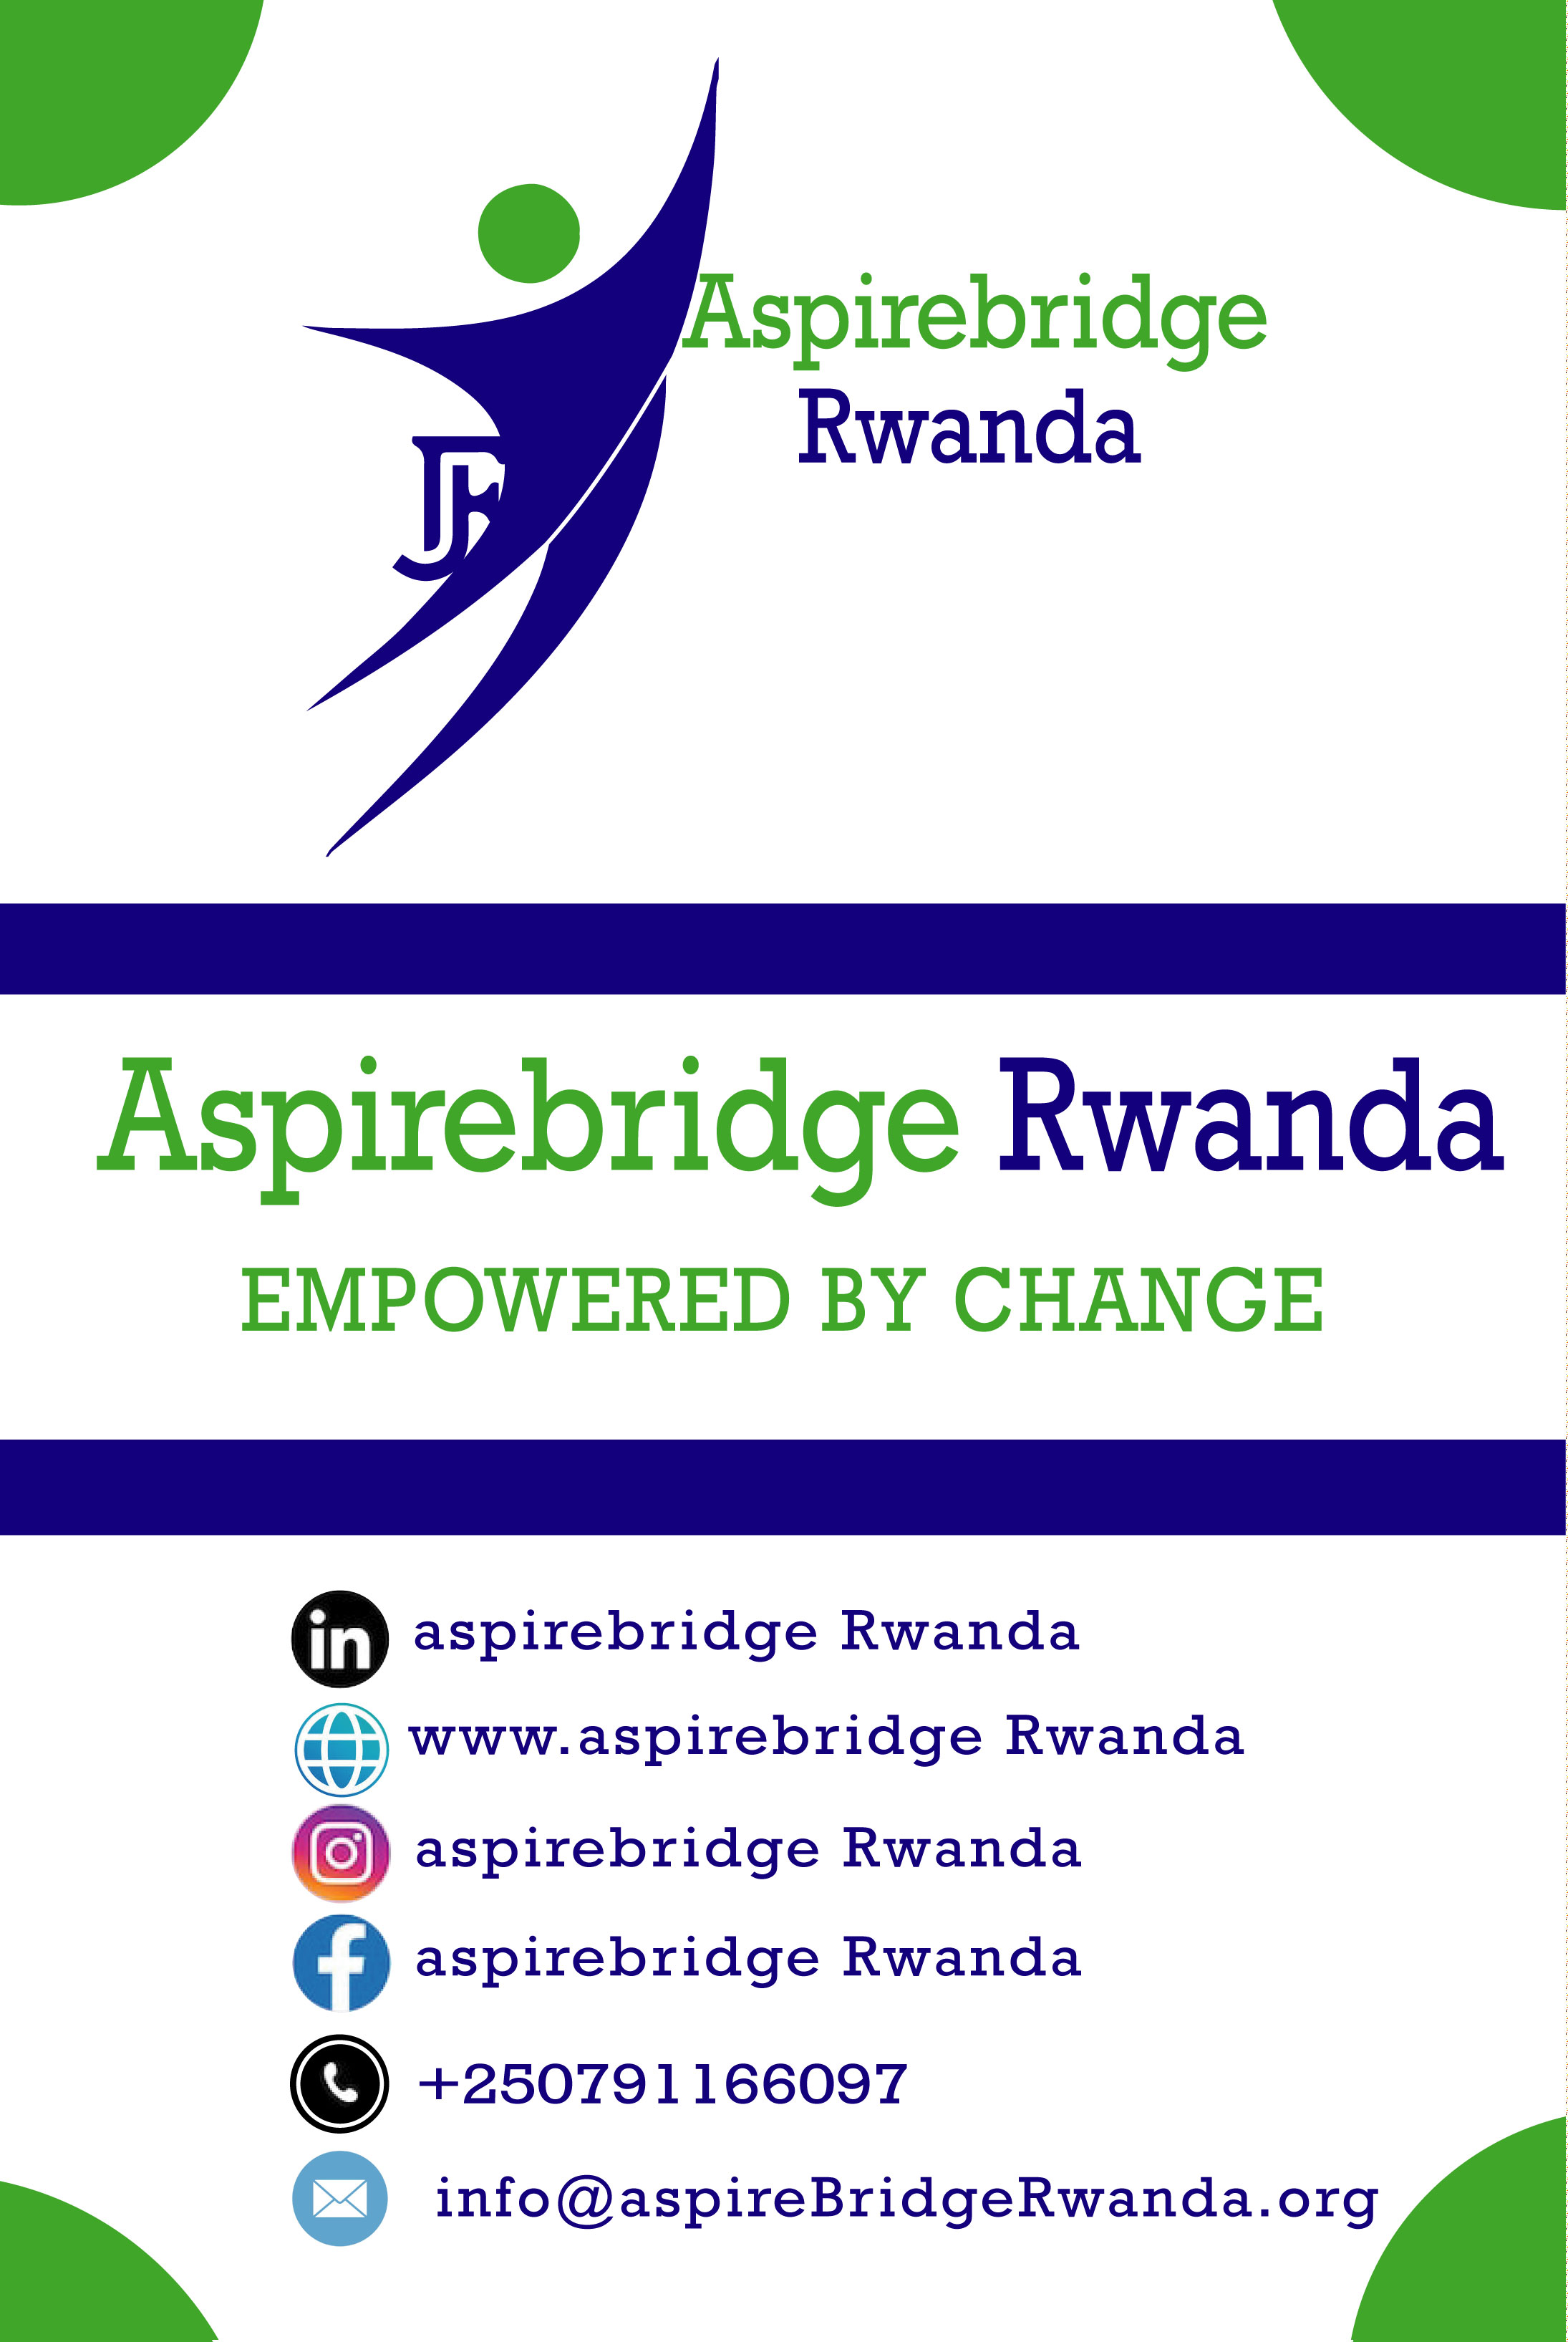 Aspirebridge
Rwanda
Aspirebridge Rwanda
EMPOWERED BY CHANGE
in aspirebridge Rwanda
www.aspirebridge Rwanda
aspirebridge Rwanda
f aspirebridge Rwanda
+250791166097
info@aspireBridgeRwanda.org